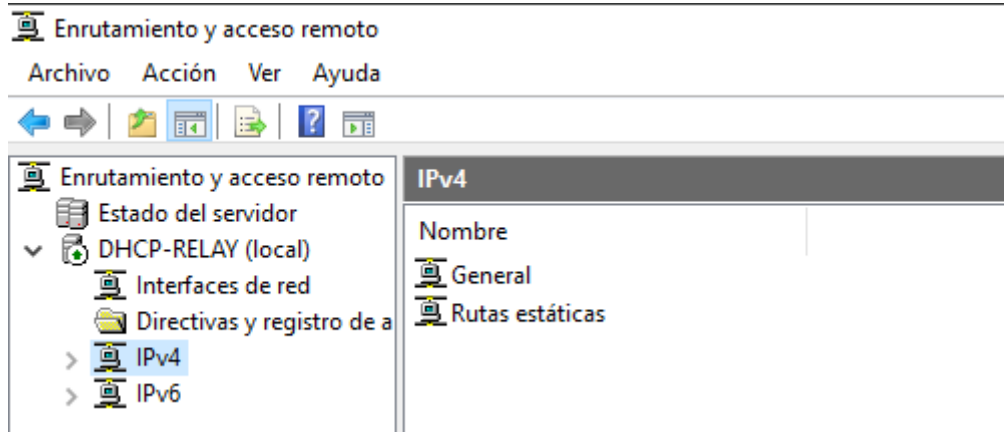 Enrutamiento y acceso remoto
Archivo Acción Ver Ayuda
Enrutamiento y acceso remoto
Estado del servidor
DHCP-RELAY (local)
Interfaces de red
Directivas y registro de a
IPv4
IPv6
IPv4
Nombre
General
Rutas estáticas